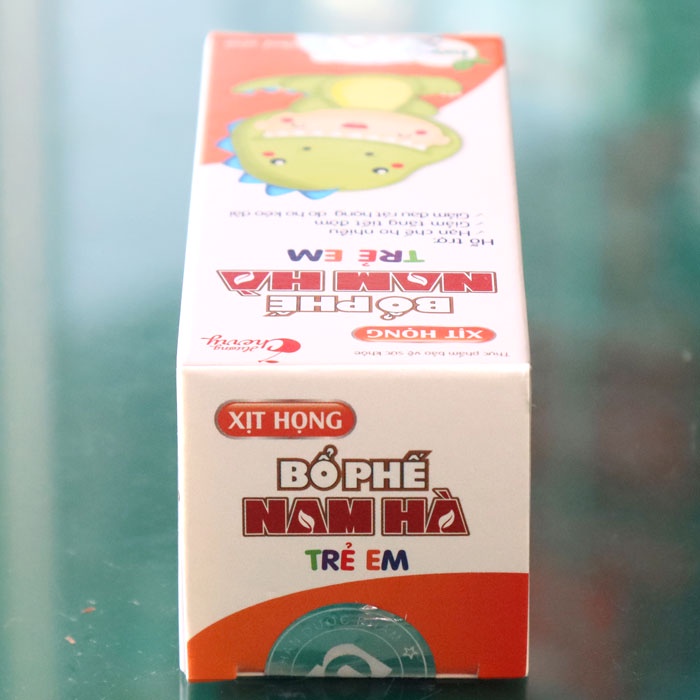 XỊT HỌNG
BỔ PHẾ
NAM HÀ
TRẺ EM
Thực phẩm bảo vệ sức khỏe
Hương
Cherry
XỊT HỌNG
BỔ PHẾ
NAM HÀ
TRẺ EM
Hỗ trợ:
✓ Hạn chế ho nhiều
✓ Giảm tăng tiết đờm
✓ Giảm đau rát họng do ho kéo dài